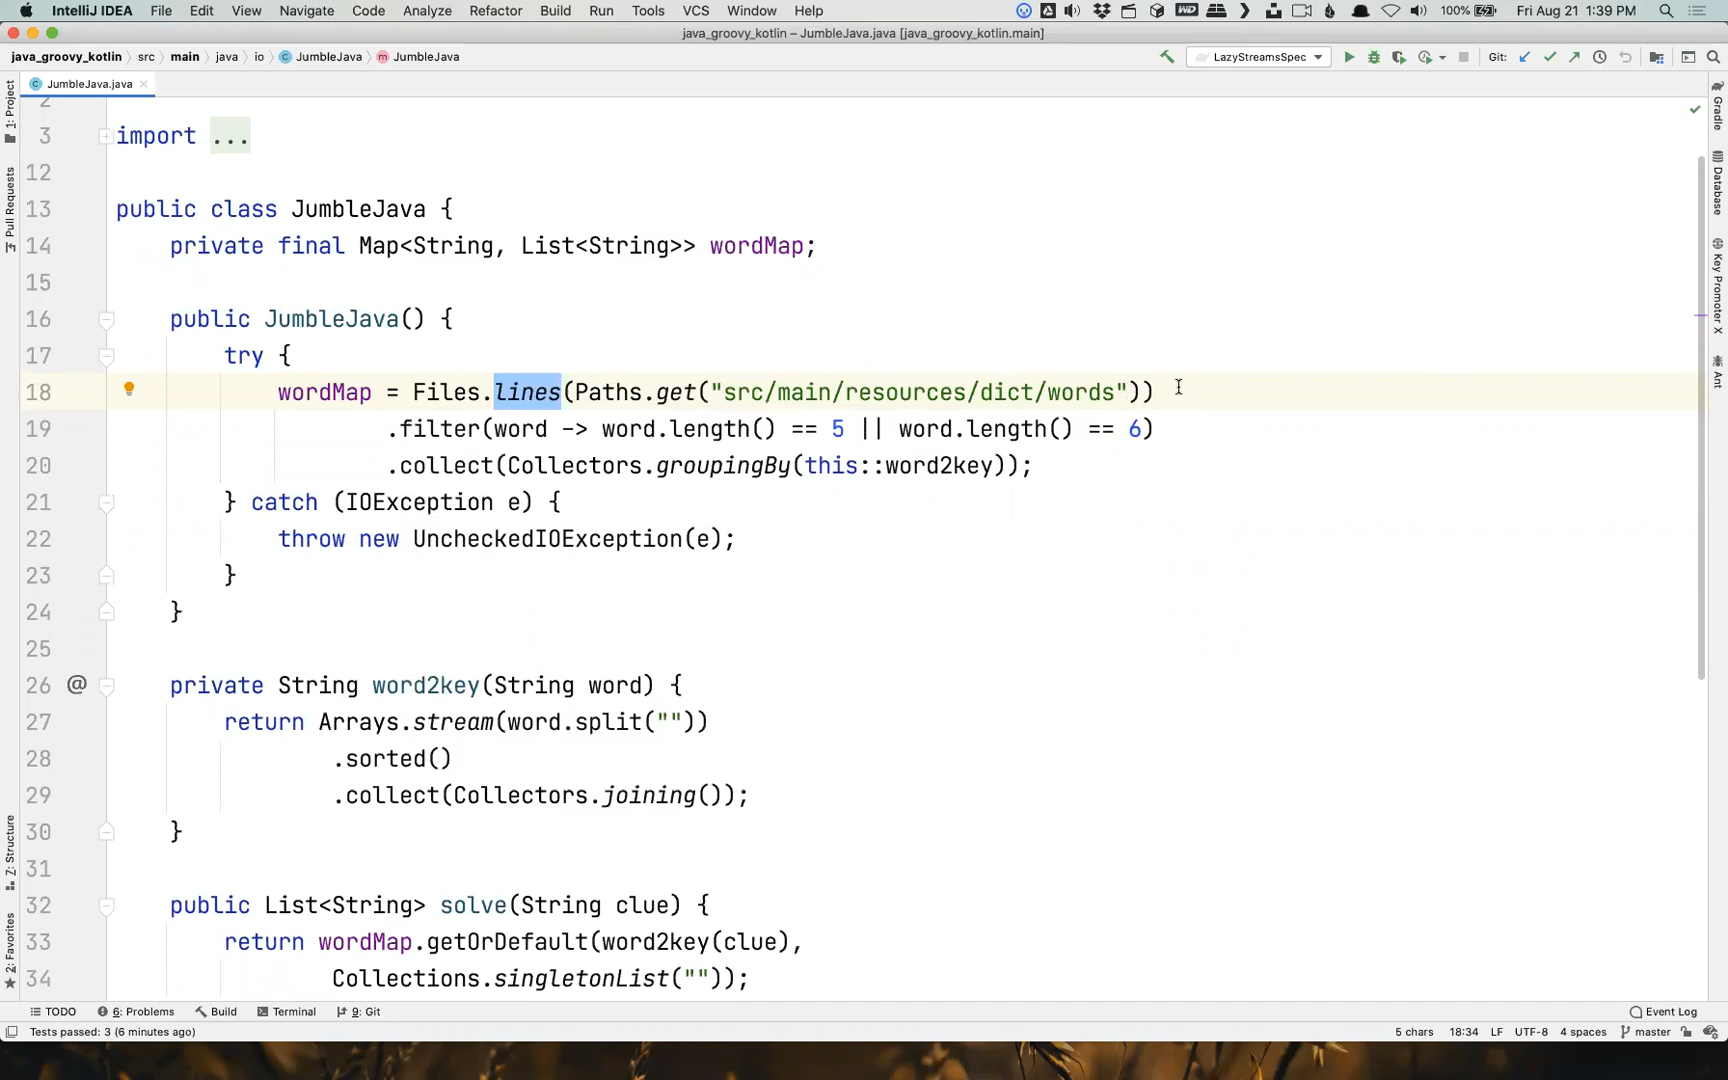 IntelliJ IDEA File Edit View Navigate Code Analyze Refactor Build Run Tools VCS Window Help 100% Fri Aug 21 1:39 PM
java_groovy_kotlin – JumbleJava.java [java_groovy_kotlin.main]
java_groovy_kotlin src main java io JumbleJava JumbleJava LazyStreamsSpec Git:
JumbleJava.java
2
3 import ...
12
13 public class JumbleJava {
14 private final Map<String, List<String>> wordMap;
15
16 public JumbleJava() {
17 try {
18 wordMap = Files.lines(Paths.get("src/main/resources/dict/words"))
19 .filter(word -> word.length() == 5 || word.length() == 6)
20 .collect(Collectors.groupingBy(this::word2key));
21 } catch (IOException e) {
22 throw new UncheckedIOException(e);
23 }
24 }
25
26 @ private String word2key(String word) {
27 return Arrays.stream(word.split(""))
28 .sorted()
29 .collect(Collectors.joining());
30 }
31
32 public List<String> solve(String clue) {
33 return wordMap.getOrDefault(word2key(clue),
34 Collections.singletonList(""));
1: Project
Pull Requests
Z: Structure
2: Favorites
Gradle
Database
Key Promoter X
Ant
TODO 6: Problems Build Terminal 9: Git Event Log
Tests passed: 3 (6 minutes ago) 5 chars 18:34 LF UTF-8 4 spaces master